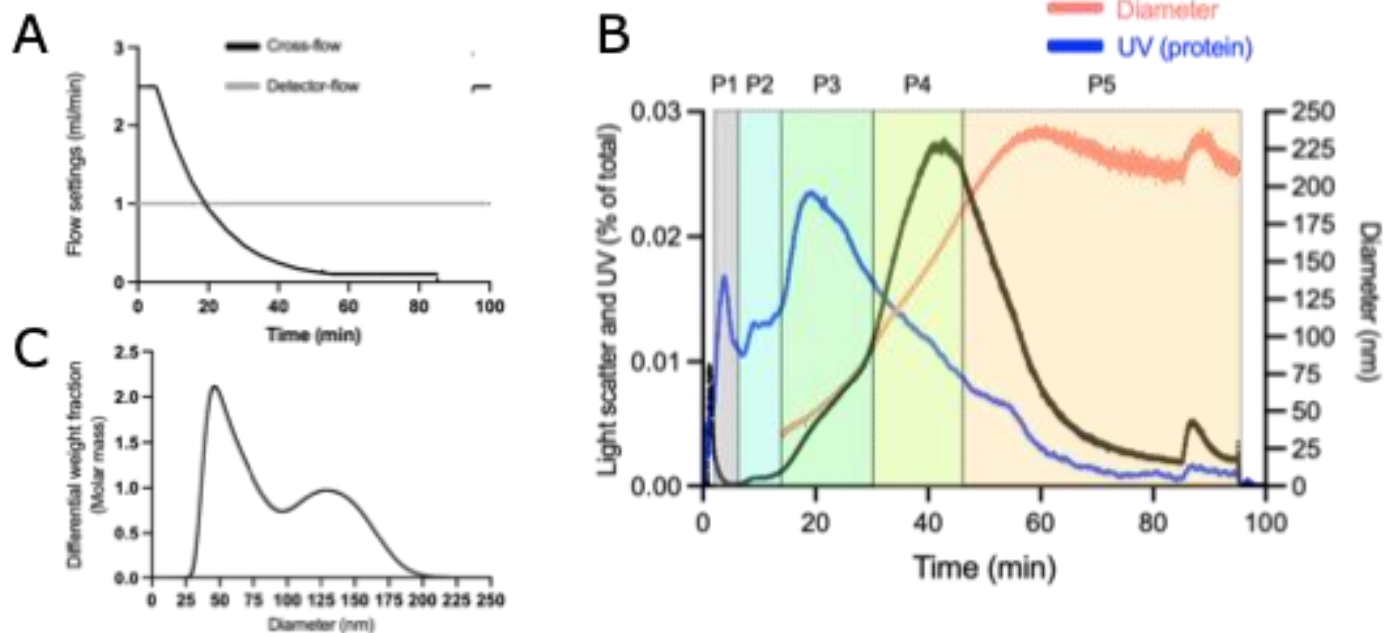 A
Cross-flow
Detector-flow
Flow settings (ml/min)
3
2
1
0
0 20 40 60 80 100
Time (min)
B
Diameter
UV (protein)
P1 P2 P3 P4 P5
Light scatter and UV (% of total)
0.03
0.02
0.01
0.00
250
225
200
175
150
125
100
75
50
25
0
Diameter (nm)
0 20 40 60 80 100
Time (min)
C
Differential weight fraction
(Molar mass)
2.5
2.0
1.5
1.0
0.5
0.0
0 25 50 75 100 125 150 175 200 225 250
Diameter (nm)